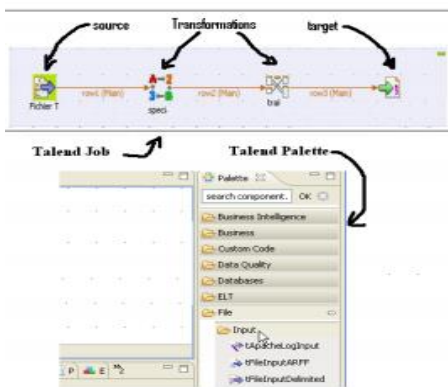 source Transformations target
row1 (Main) row2 (Main) row3 (Main)
Fichier T speci. trai
Talend Job Talend Palette
Palette
search component. OK
Business Intelligence
Business
Custom Code
Data Quality
Databases
ELT
File
Input
tApacheLogInput
tFileInputARFF
tFileInputDelimited
P E